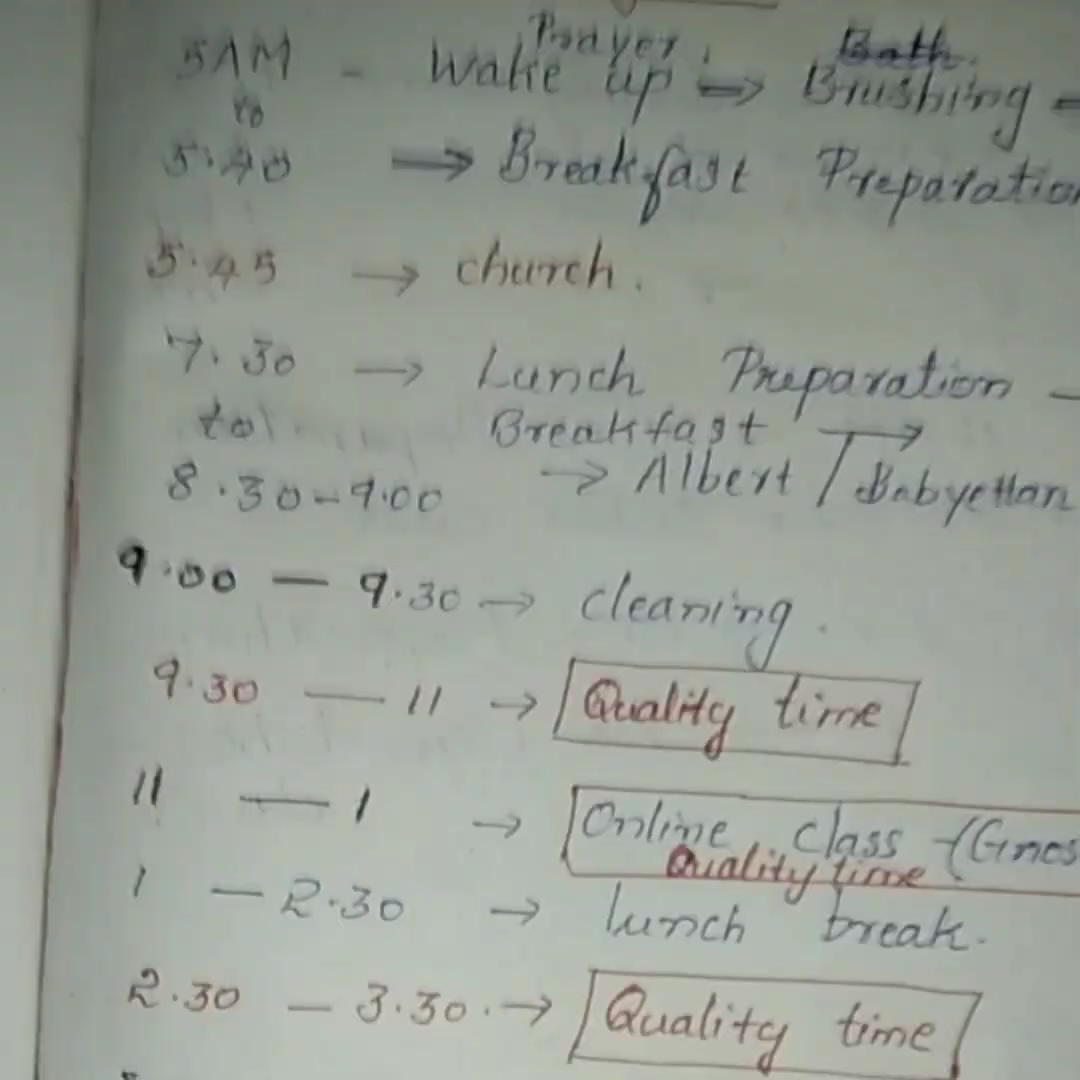 Prayer, Bath.
5AM - Wake up => Brushing =
to
5.40 => Breakfast Preparation
5.45 -> church.
7.30 -> Lunch Preparation -
to Breakfast ->
8.30-9.00 -> Albert / Babyettan
9.00 - 9.30 -> cleaning.
9.30 - 11 -> Quality time
11 - 1 -> Online class (Gnos
Quality time
1 - 2.30 -> lunch break.
2.30 - 3.30. -> Quality time